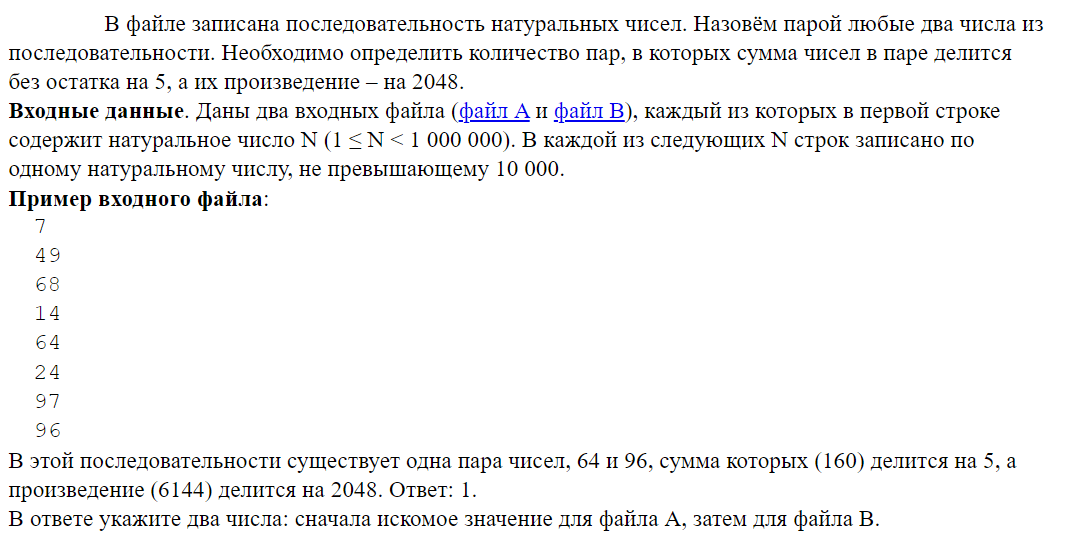 В файле записана последовательность натуральных чисел. Назовём парой любые два числа из
последовательности. Необходимо определить количество пар, в которых сумма чисел в паре делится
без остатка на 5, а их произведение – на 2048.
Входные данные. Даны два входных файла (файл A и файл B), каждый из которых в первой строке
содержит натуральное число N (1 ≤ N < 1 000 000). В каждой из следующих N строк записано по
одному натуральному числу, не превышающему 10 000.
Пример входного файла:
7
49
68
14
64
24
97
96
В этой последовательности существует одна пара чисел, 64 и 96, сумма которых (160) делится на 5, а
произведение (6144) делится на 2048. Ответ: 1.
В ответе укажите два числа: сначала искомое значение для файла А, затем для файла B.